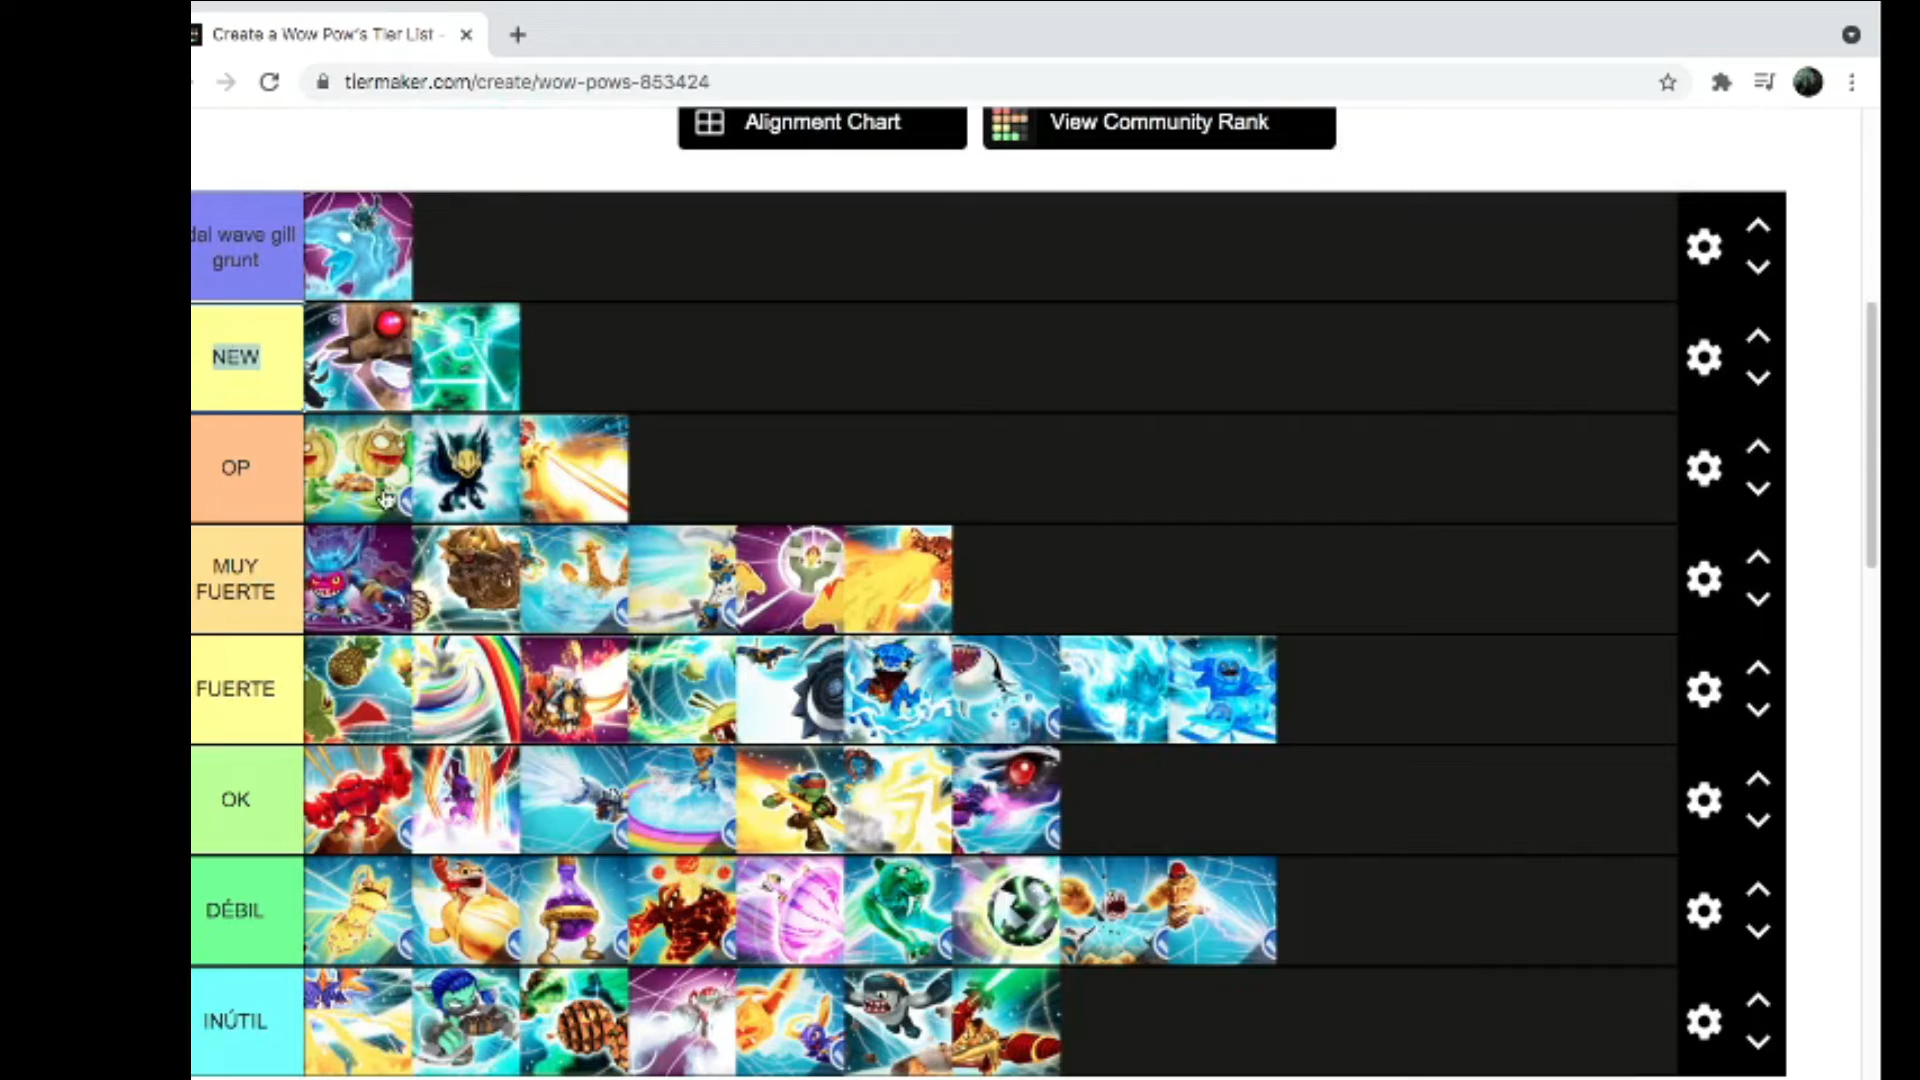 Create a Wow Pow's Tier List -
tiermaker.com/create/wow-pows-853424
Alignment Chart
View Community Rank
dal wave gill
grunt
NEW
OP
MUY
FUERTE
FUERTE
OK
DÉBIL
INÚTIL